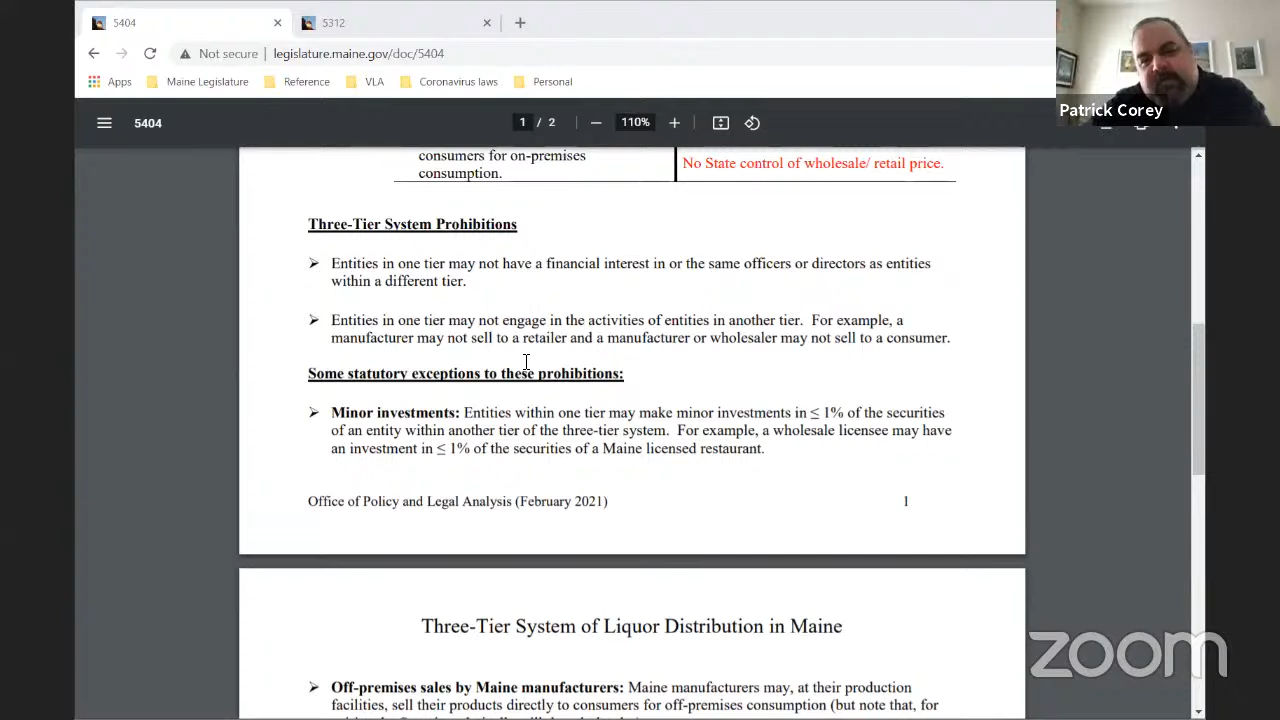 5404
5312
Not secure
legislature.maine.gov/doc/5404
Apps
Maine Legislature
Reference
VLA
Coronavirus laws
Personal
Patrick Corey
5404
1 / 2
110%
consumers for on-premises
consumption.
No State control of wholesale/ retail price.
Three-Tier System Prohibitions
➢ Entities in one tier may not have a financial interest in or the same officers or directors as entities
within a different tier.
➢ Entities in one tier may not engage in the activities of entities in another tier. For example, a
manufacturer may not sell to a retailer and a manufacturer or wholesaler may not sell to a consumer.
Some statutory exceptions to these prohibitions:
➢ Minor investments: Entities within one tier may make minor investments in ≤ 1% of the securities
of an entity within another tier of the three-tier system. For example, a wholesale licensee may have
an investment in ≤ 1% of the securities of a Maine licensed restaurant.
Office of Policy and Legal Analysis (February 2021)
1
Three-Tier System of Liquor Distribution in Maine
➢ Off-premises sales by Maine manufacturers: Maine manufacturers may, at their production
facilities, sell their products directly to consumers for off-premises consumption (but note that, for
zoom